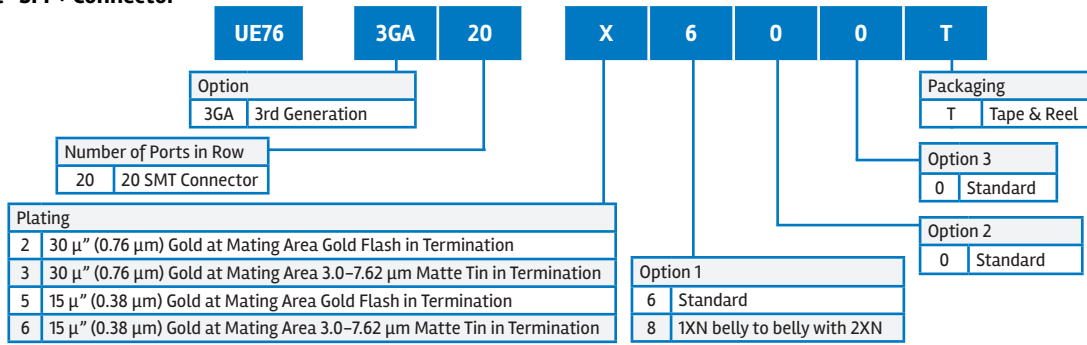 SMT + Connector
UE76 3GA 20 X 6 0 0 T
Option
3GA 3rd Generation
Number of Ports in Row
20 20 SMT Connector
Plating
2 30 µ” (0.76 µm) Gold at Mating Area Gold Flash in Termination
3 30 µ” (0.76 µm) Gold at Mating Area 3.0–7.62 µm Matte Tin in Termination
5 15 µ” (0.38 µm) Gold at Mating Area Gold Flash in Termination
6 15 µ” (0.38 µm) Gold at Mating Area 3.0–7.62 µm Matte Tin in Termination
Option 1
6 Standard
8 1XN belly to belly with 2XN
Option 2
0 Standard
Option 3
0 Standard
Packaging
T Tape & Reel